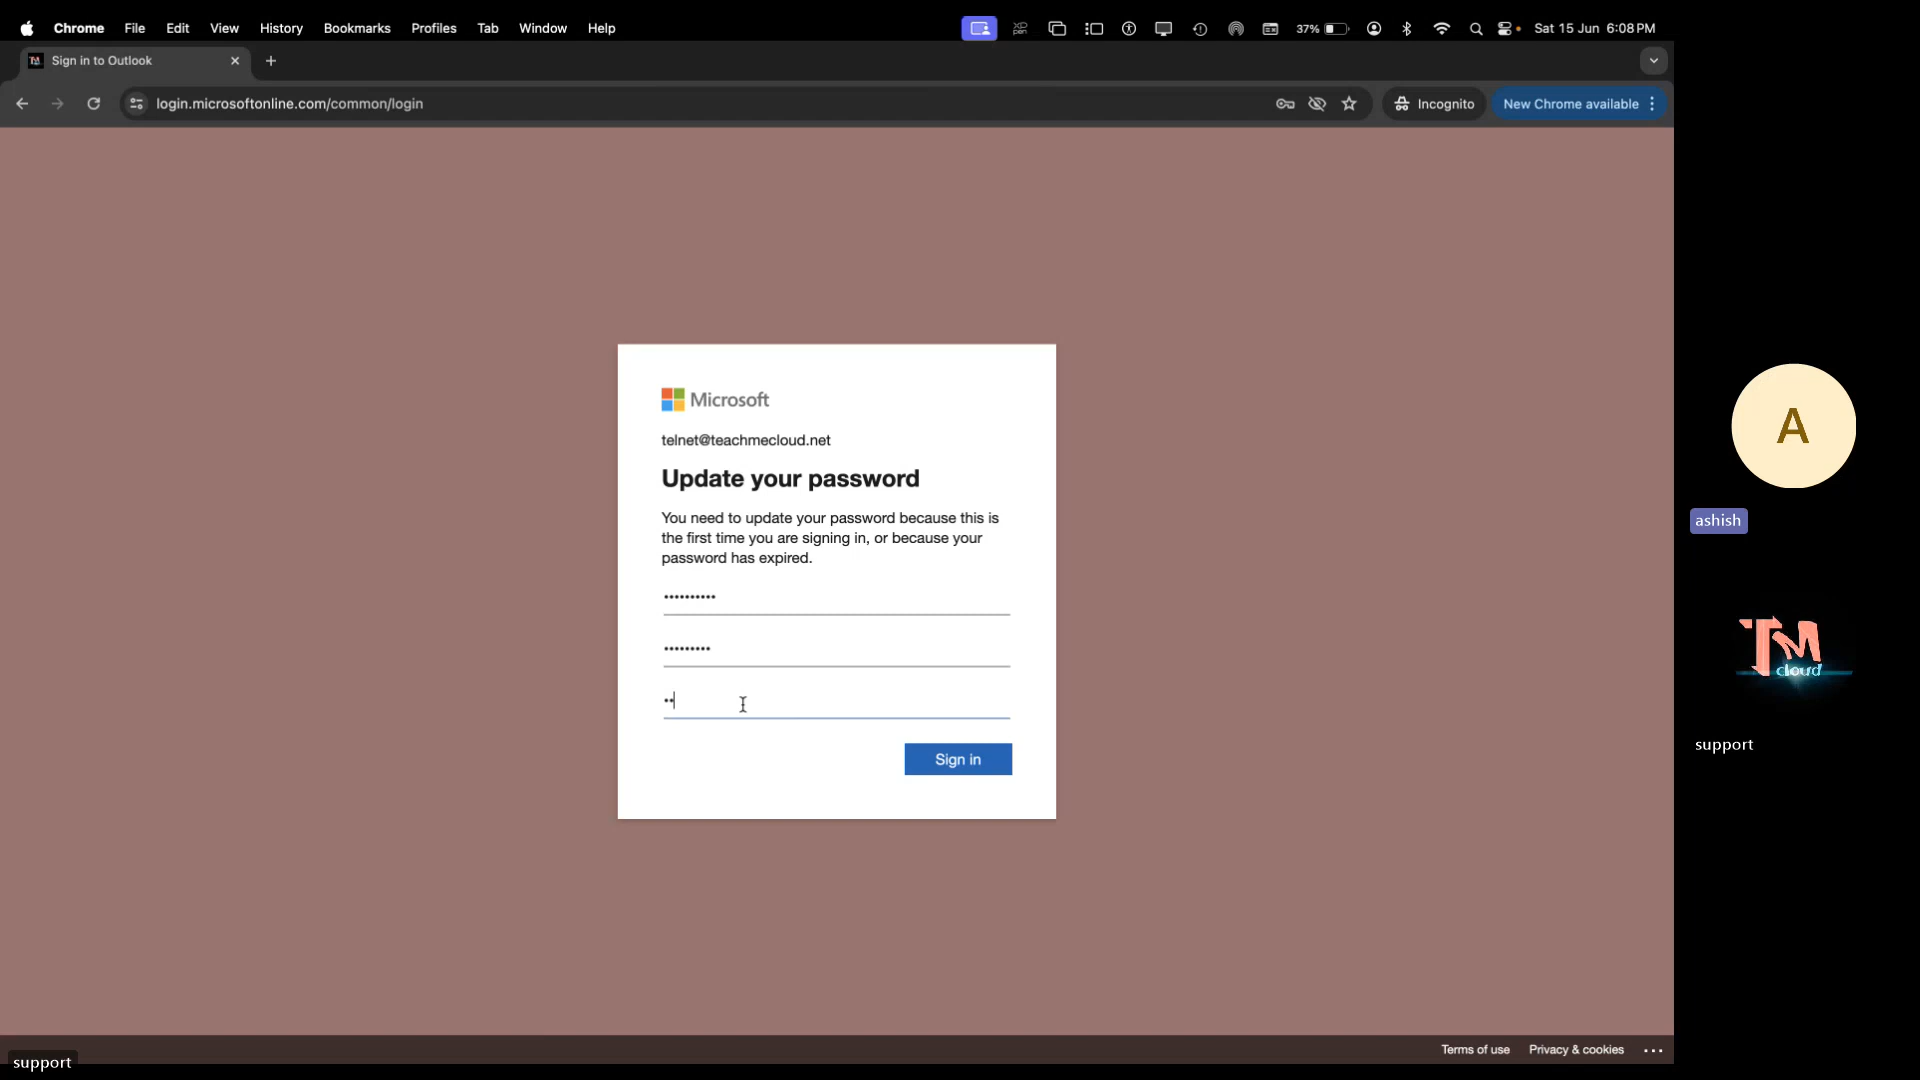 Chrome File Edit View History Bookmarks Profiles Tab Window Help 37% Sat 15 Jun 6:08 PM
Sign in to Outlook
login.microsoftonline.com/common/login Incognito New Chrome available
Microsoft
telnet@teachmecloud.net
Update your password
You need to update your password because this is
the first time you are signing in, or because your
password has expired.
••••••••••
•••••••••
••
Sign in
A
ashish
TM
cloud
support
Terms of use Privacy & cookies
support